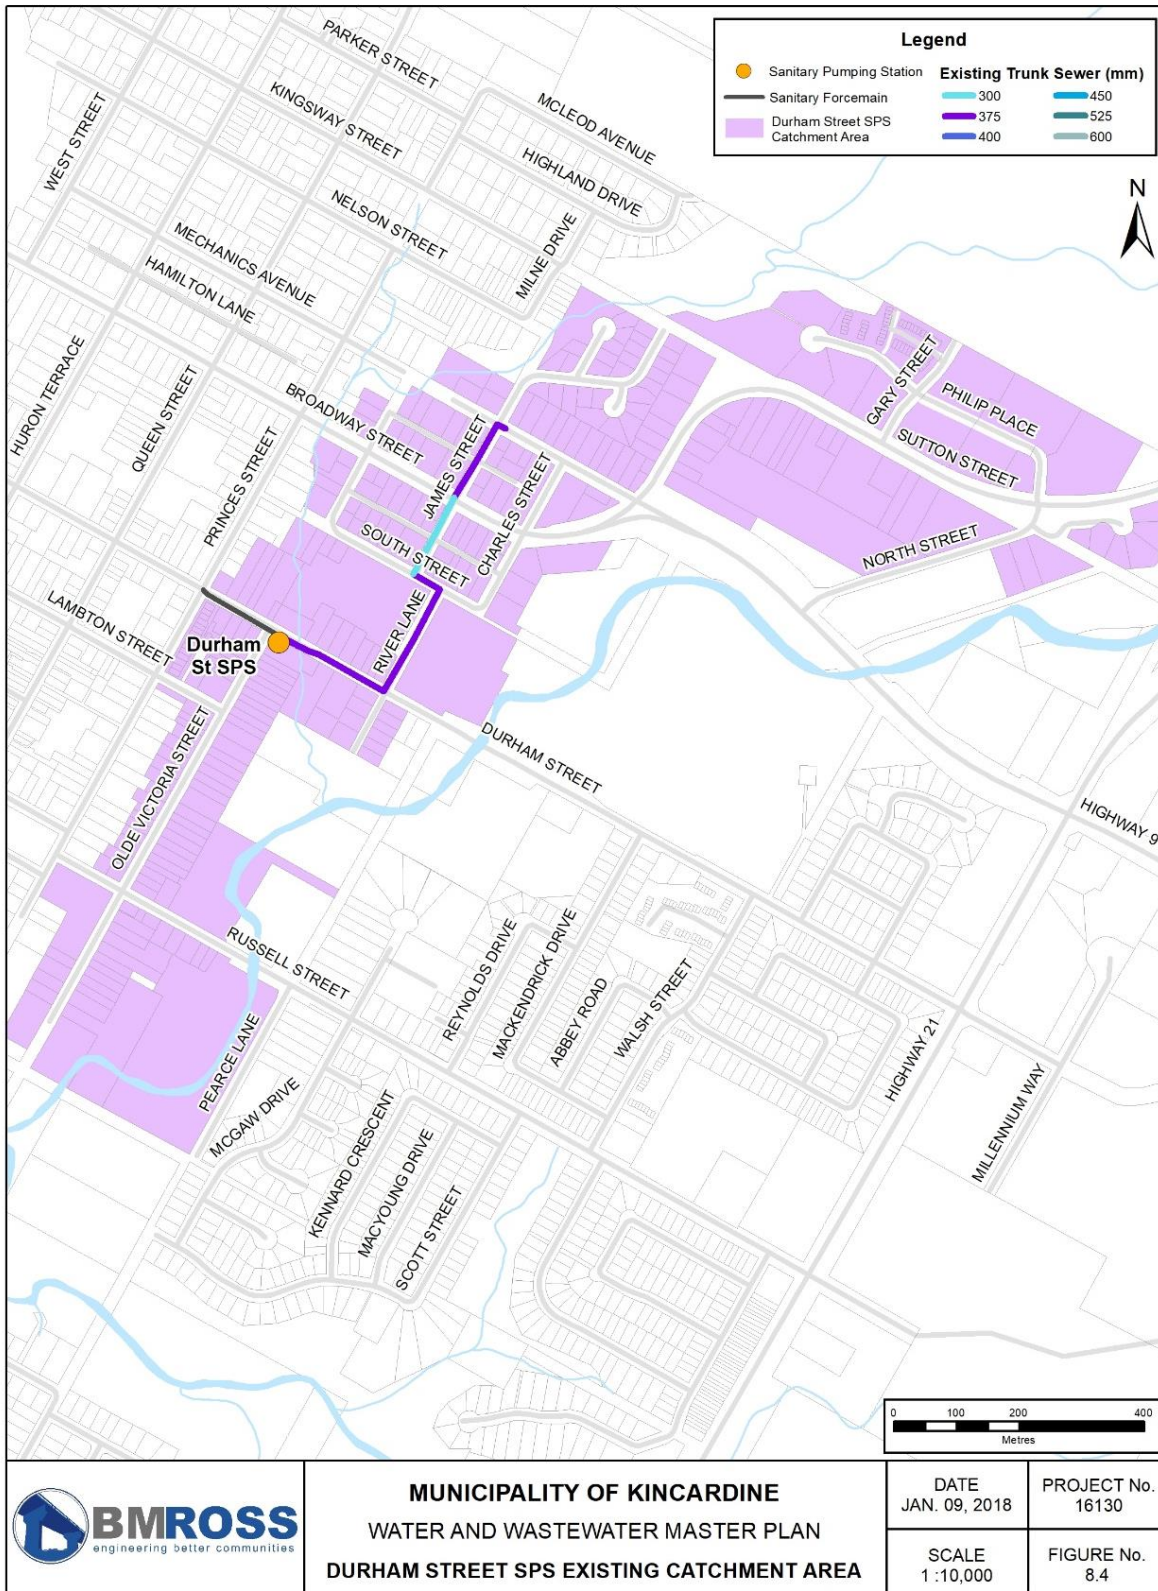 Legend
Sanitary Pumping Station
Sanitary Forcemain
Durham Street SPS
Catchment Area
Existing Trunk Sewer (mm)
300
375
400
450
525
600
N
PARKER STREET
MCLEOD AVENUE
KINGSWAY STREET
HIGHLAND DRIVE
WEST STREET
NELSON STREET
MILNE DRIVE
MECHANICS AVENUE
HAMILTON LANE
HURON TERRACE
QUEEN STREET
BROADWAY STREET
PRINCES STREET
JAMES STREET
CHARLES STREET
SOUTH STREET
GARY STREET
PHILIP PLACE
SUTTON STREET
NORTH STREET
LAMBTON STREET
Durham
St SPS
RIVER LANE
DURHAM STREET
OLDE VICTORIA STREET
HIGHWAY 9
RUSSELL STREET
REYNOLDS DRIVE
MACKENDRICK DRIVE
ABBEY ROAD
WALSH STREET
HIGHWAY 21
MILLENNIUM WAY
PEARCE LANE
MCGAW DRIVE
KENNARD CRESCENT
MACYOUNG DRIVE
SCOTT STREET
0 100 200 400
Metres
BMROSS
engineering better communities
MUNICIPALITY OF KINCARDINE
WATER AND WASTEWATER MASTER PLAN
DURHAM STREET SPS EXISTING CATCHMENT AREA
DATE
JAN. 09, 2018
PROJECT No.
16130
SCALE
1 :10,000
FIGURE No.
8.4